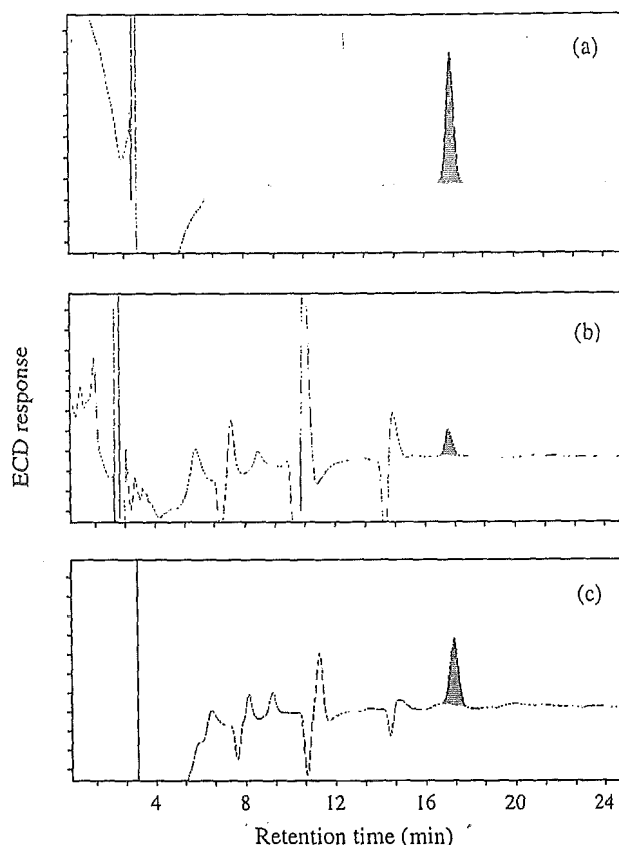 (a)
(b)
ECD response
(c)
4 8 12 16 20 24
Retention time (min)